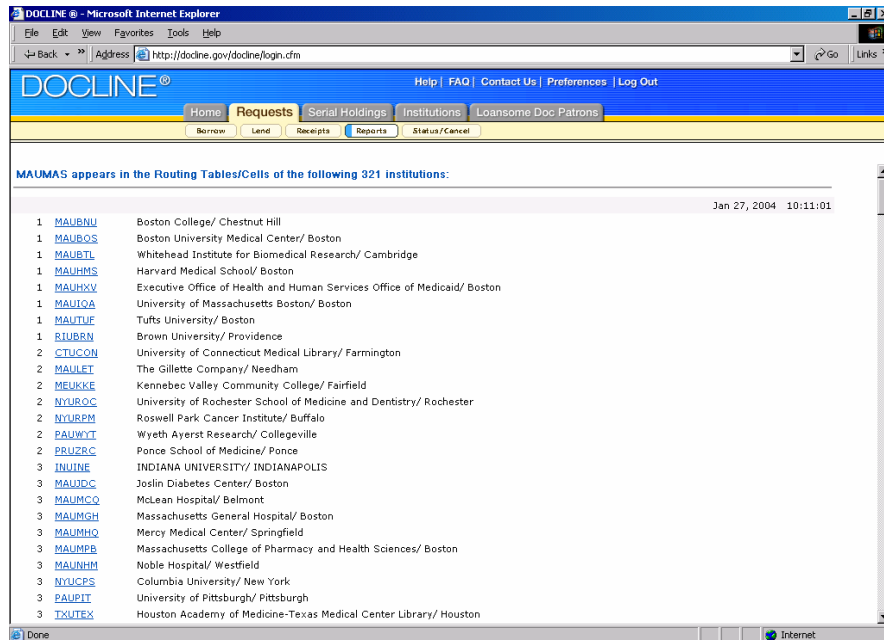 DOCLINE ® - Microsoft Internet Explorer
File Edit View Favorites Tools Help
Back » Address http://docline.gov/docline/login.cfm Go Links »
DOCLINE® Help | FAQ | Contact Us | Preferences | Log Out
Home Requests Serial Holdings Institutions Loansome Doc Patrons
Borrow Lend Receipts Reports Status/Cancel
MAUMAS appears in the Routing Tables/Cells of the following 321 institutions:
Jan 27, 2004 10:11:01
1 MAUBNU Boston College/ Chestnut Hill
1 MAUBOS Boston University Medical Center/ Boston
1 MAUBTL Whitehead Institute for Biomedical Research/ Cambridge
1 MAUHMS Harvard Medical School/ Boston
1 MAUHXV Executive Office of Health and Human Services Office of Medicaid/ Boston
1 MAUIQA University of Massachusetts Boston/ Boston
1 MAUTUF Tufts University/ Boston
1 RIUBRN Brown University/ Providence
2 CTUCON University of Connecticut Medical Library/ Farmington
2 MAULET The Gillette Company/ Needham
2 MEUKKE Kennebec Valley Community College/ Fairfield
2 NYUROC University of Rochester School of Medicine and Dentistry/ Rochester
2 NYURPM Roswell Park Cancer Institute/ Buffalo
2 PAUWYT Wyeth Ayerst Research/ Collegeville
2 PRUZRC Ponce School of Medicine/ Ponce
3 INUINE INDIANA UNIVERSITY/ INDIANAPOLIS
3 MAUJDC Joslin Diabetes Center/ Boston
3 MAUMCQ McLean Hospital/ Belmont
3 MAUMGH Massachusetts General Hospital/ Boston
3 MAUMHQ Mercy Medical Center/ Springfield
3 MAUMPB Massachusetts College of Pharmacy and Health Sciences/ Boston
3 MAUNHM Noble Hospital/ Westfield
3 NYUCPS Columbia University/ New York
3 PAUPIT University of Pittsburgh/ Pittsburgh
3 TXUTEX Houston Academy of Medicine-Texas Medical Center Library/ Houston
Done Internet